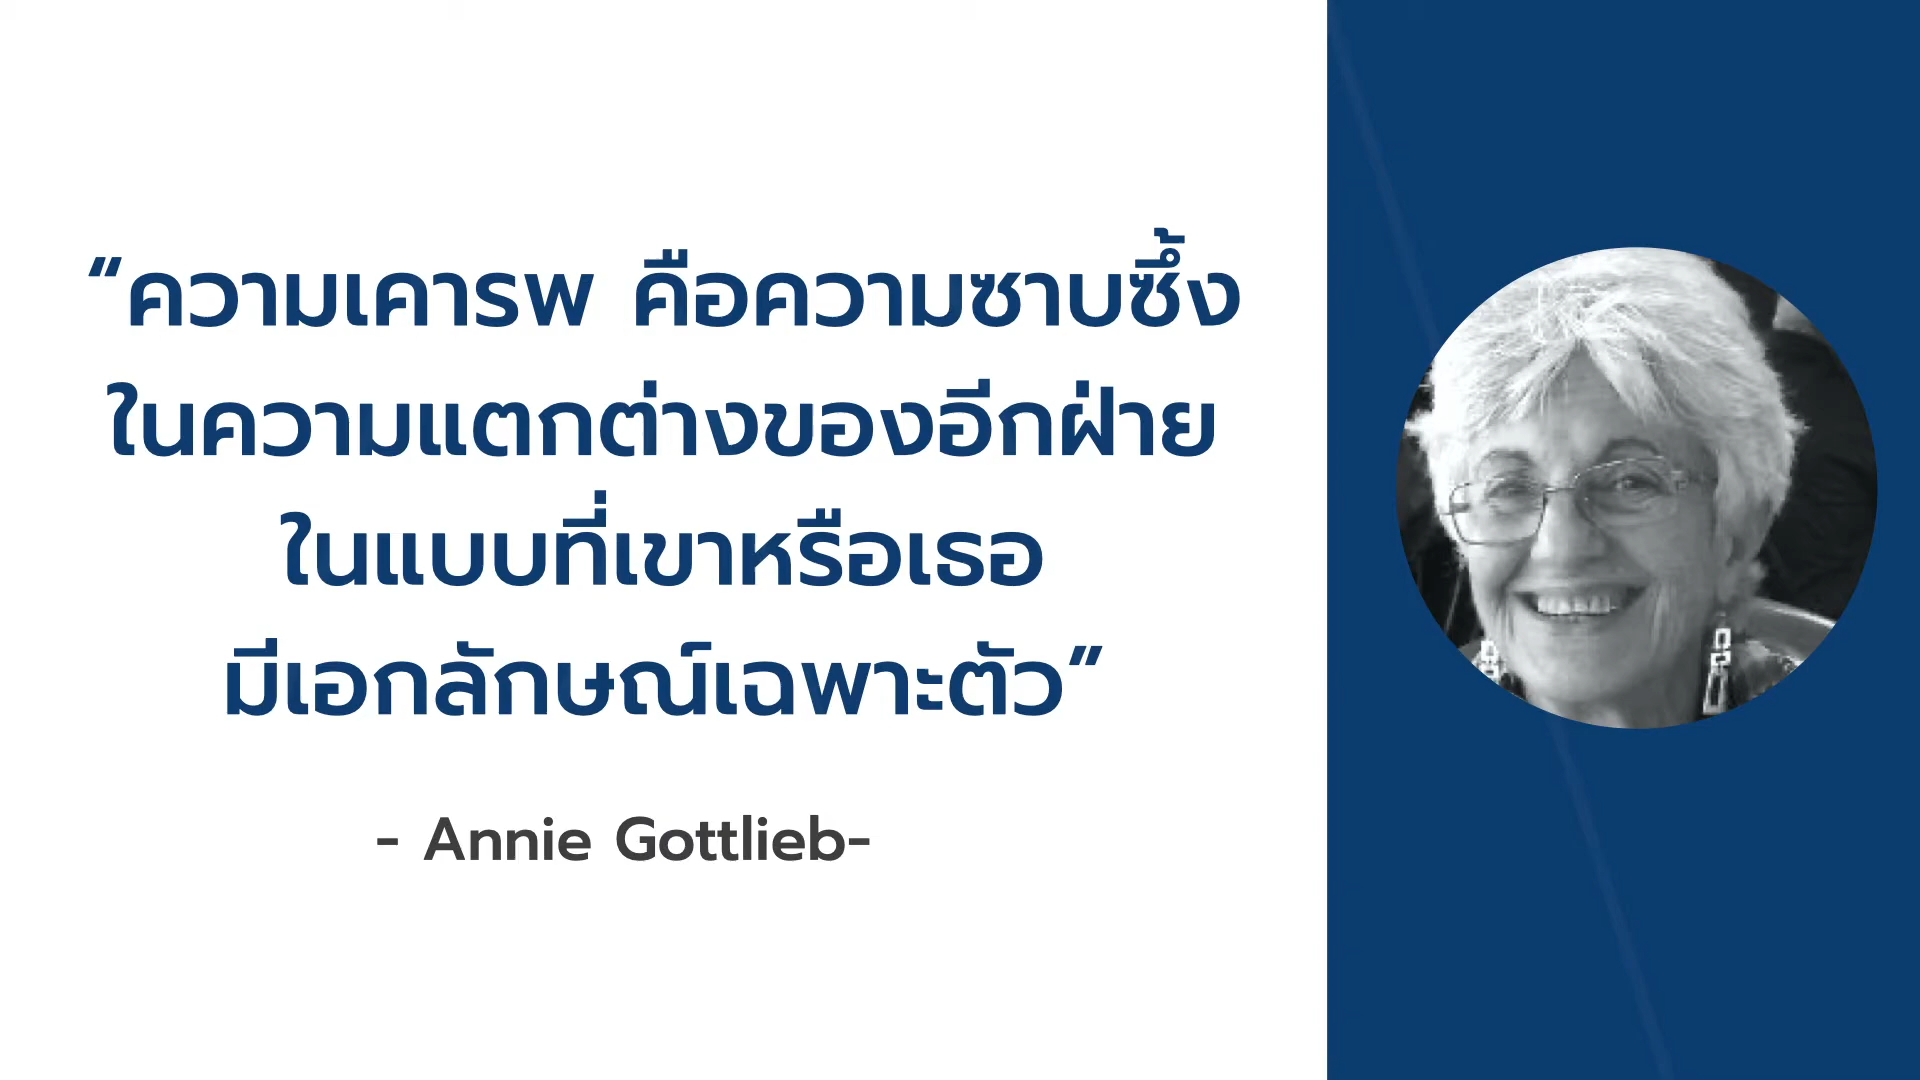 “ความเคารพ คือความซาบซึ้ง
ในความแตกต่างของอีกฝ่าย
ในแบบที่เขาหรือเธอ
มีเอกลักษณ์เฉพาะตัว”
- Annie Gottlieb-